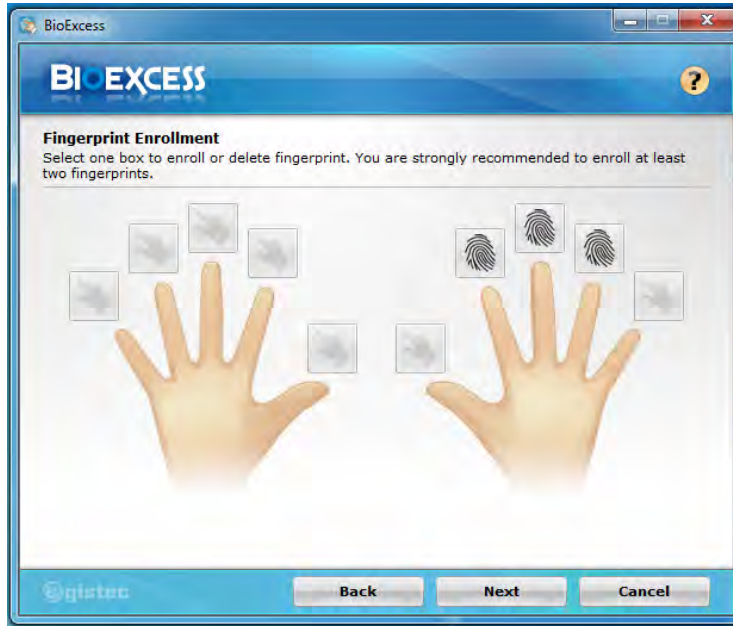 BioExcess
BIOEXCESS
?
Fingerprint Enrollment
Select one box to enroll or delete fingerprint. You are strongly recommended to enroll at least
two fingerprints.
Egistec
Back Next Cancel